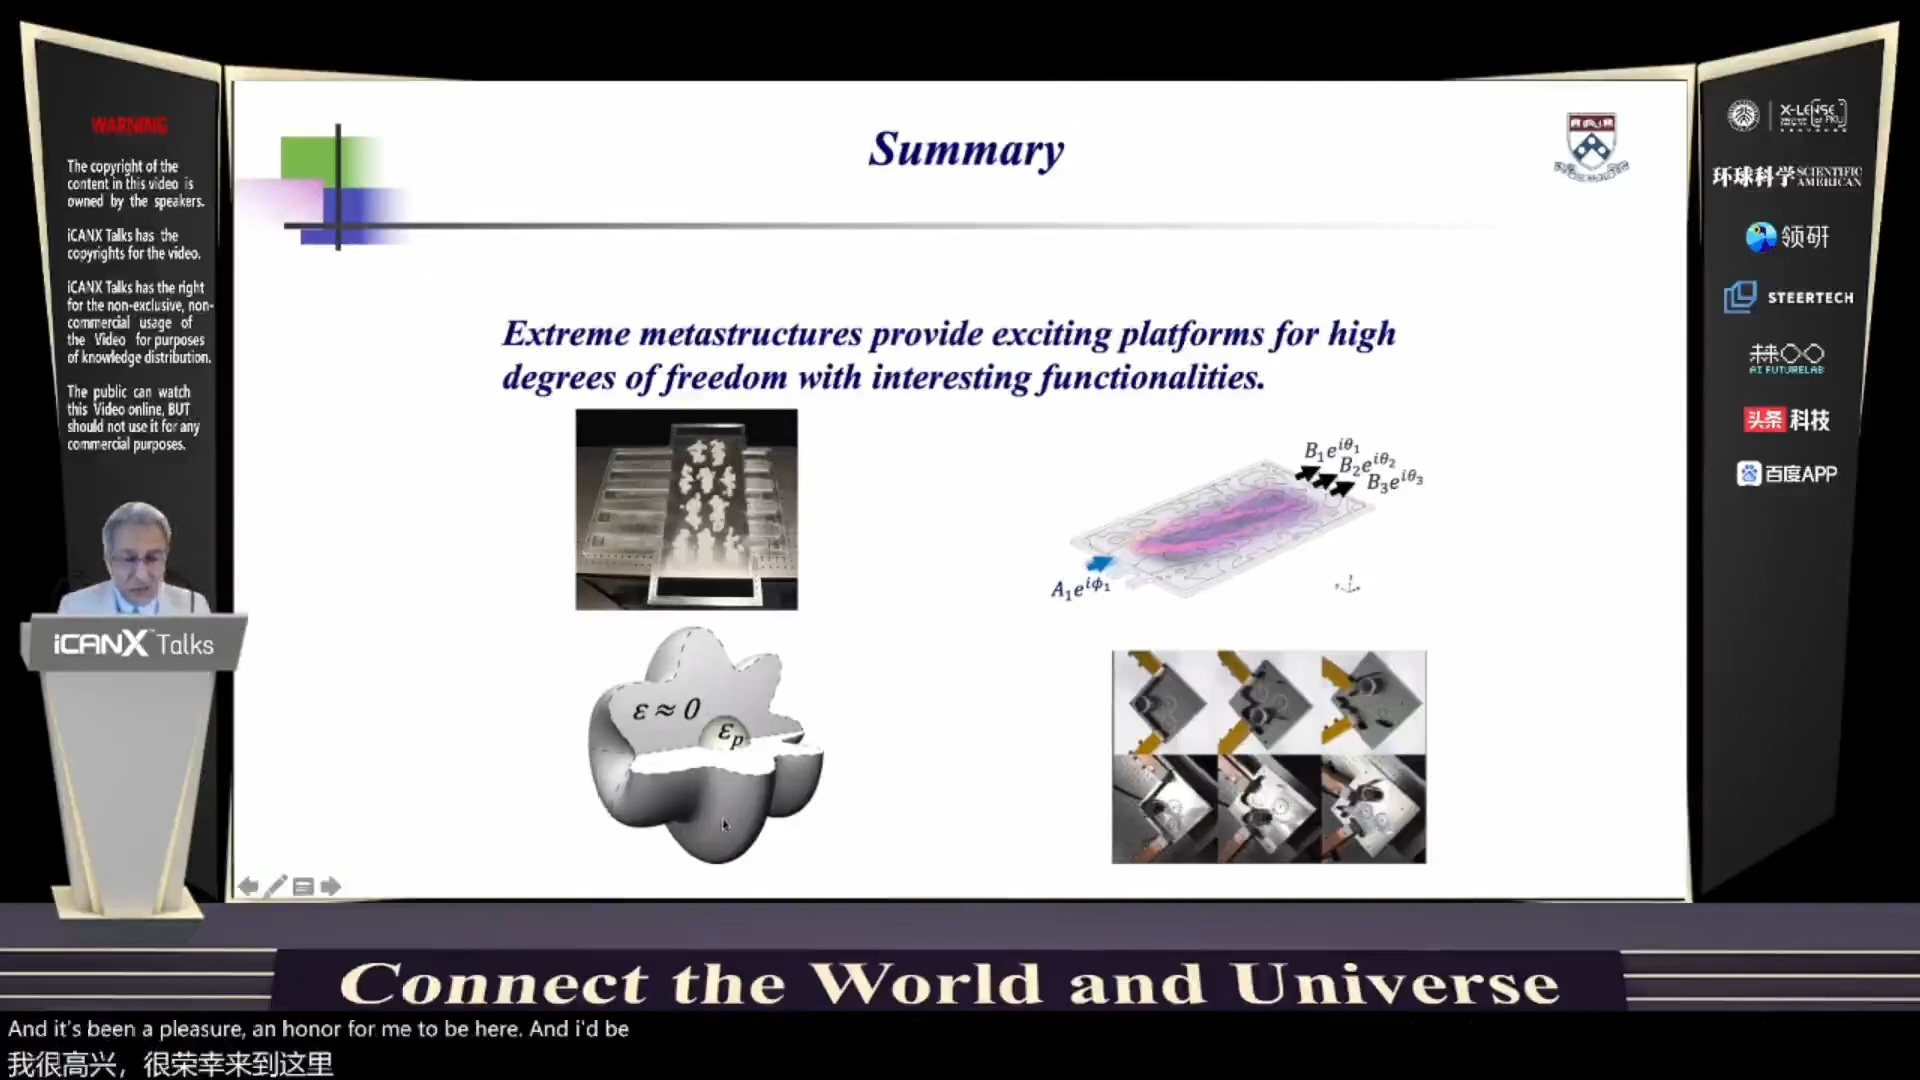 WARNING
The copyright of the
content in this video is
owned by the speakers.
iCANX Talks has the
copyrights for the video.
iCANX Talks has the right
for the non-exclusive, non-
commercial usage of
the Video for purposes
of knowledge distribution.
The public can watch
this Video online, BUT
should not use it for any
commercial purposes.
iCANX Talks
Summary
Extreme metastructures provide exciting platforms for high
degrees of freedom with interesting functionalities.
B₁e^{iθ₁}
B₂e^{iθ₂}
B₃e^{iθ₃}
A₁e^{iϕ₁}
ε ≈ 0
εₚ
X-LENSE
环球科学 SCIENTIFIC AMERICAN
领研
STEERTECH
AI FUTURELAB
头条 科技
百度APP
Connect the World and Universe
And it's been a pleasure, an honor for me to be here. And i'd be
我很高兴，很荣幸来到这里